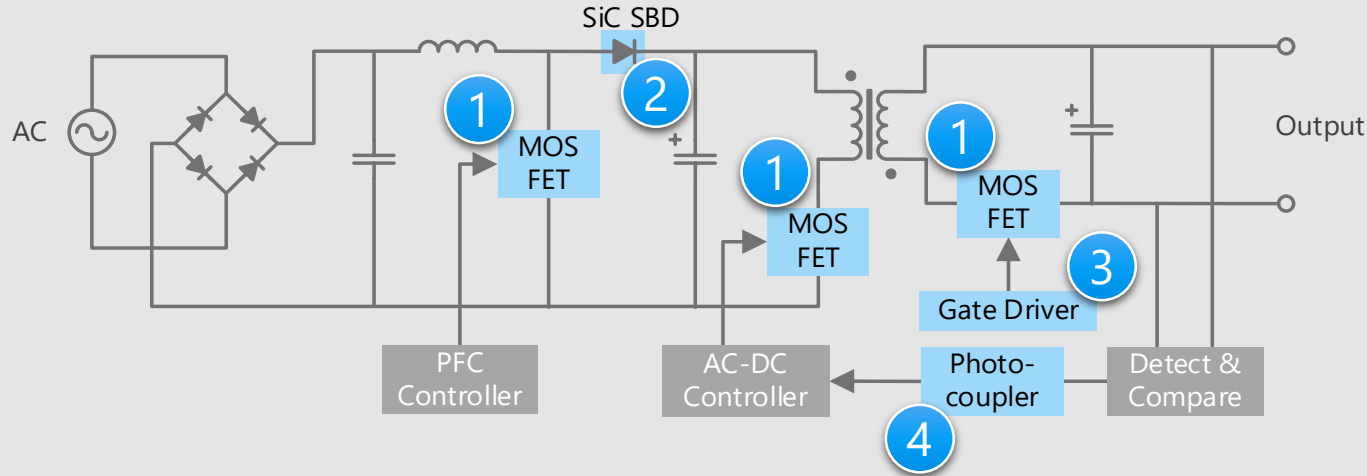 SiC SBD
AC
1
2
MOS
FET
+
1
MOS
FET
1
MOS
FET
+
Output
3
Gate Driver
PFC
Controller
AC-DC
Controller
Photo-
coupler
4
Detect &
Compare